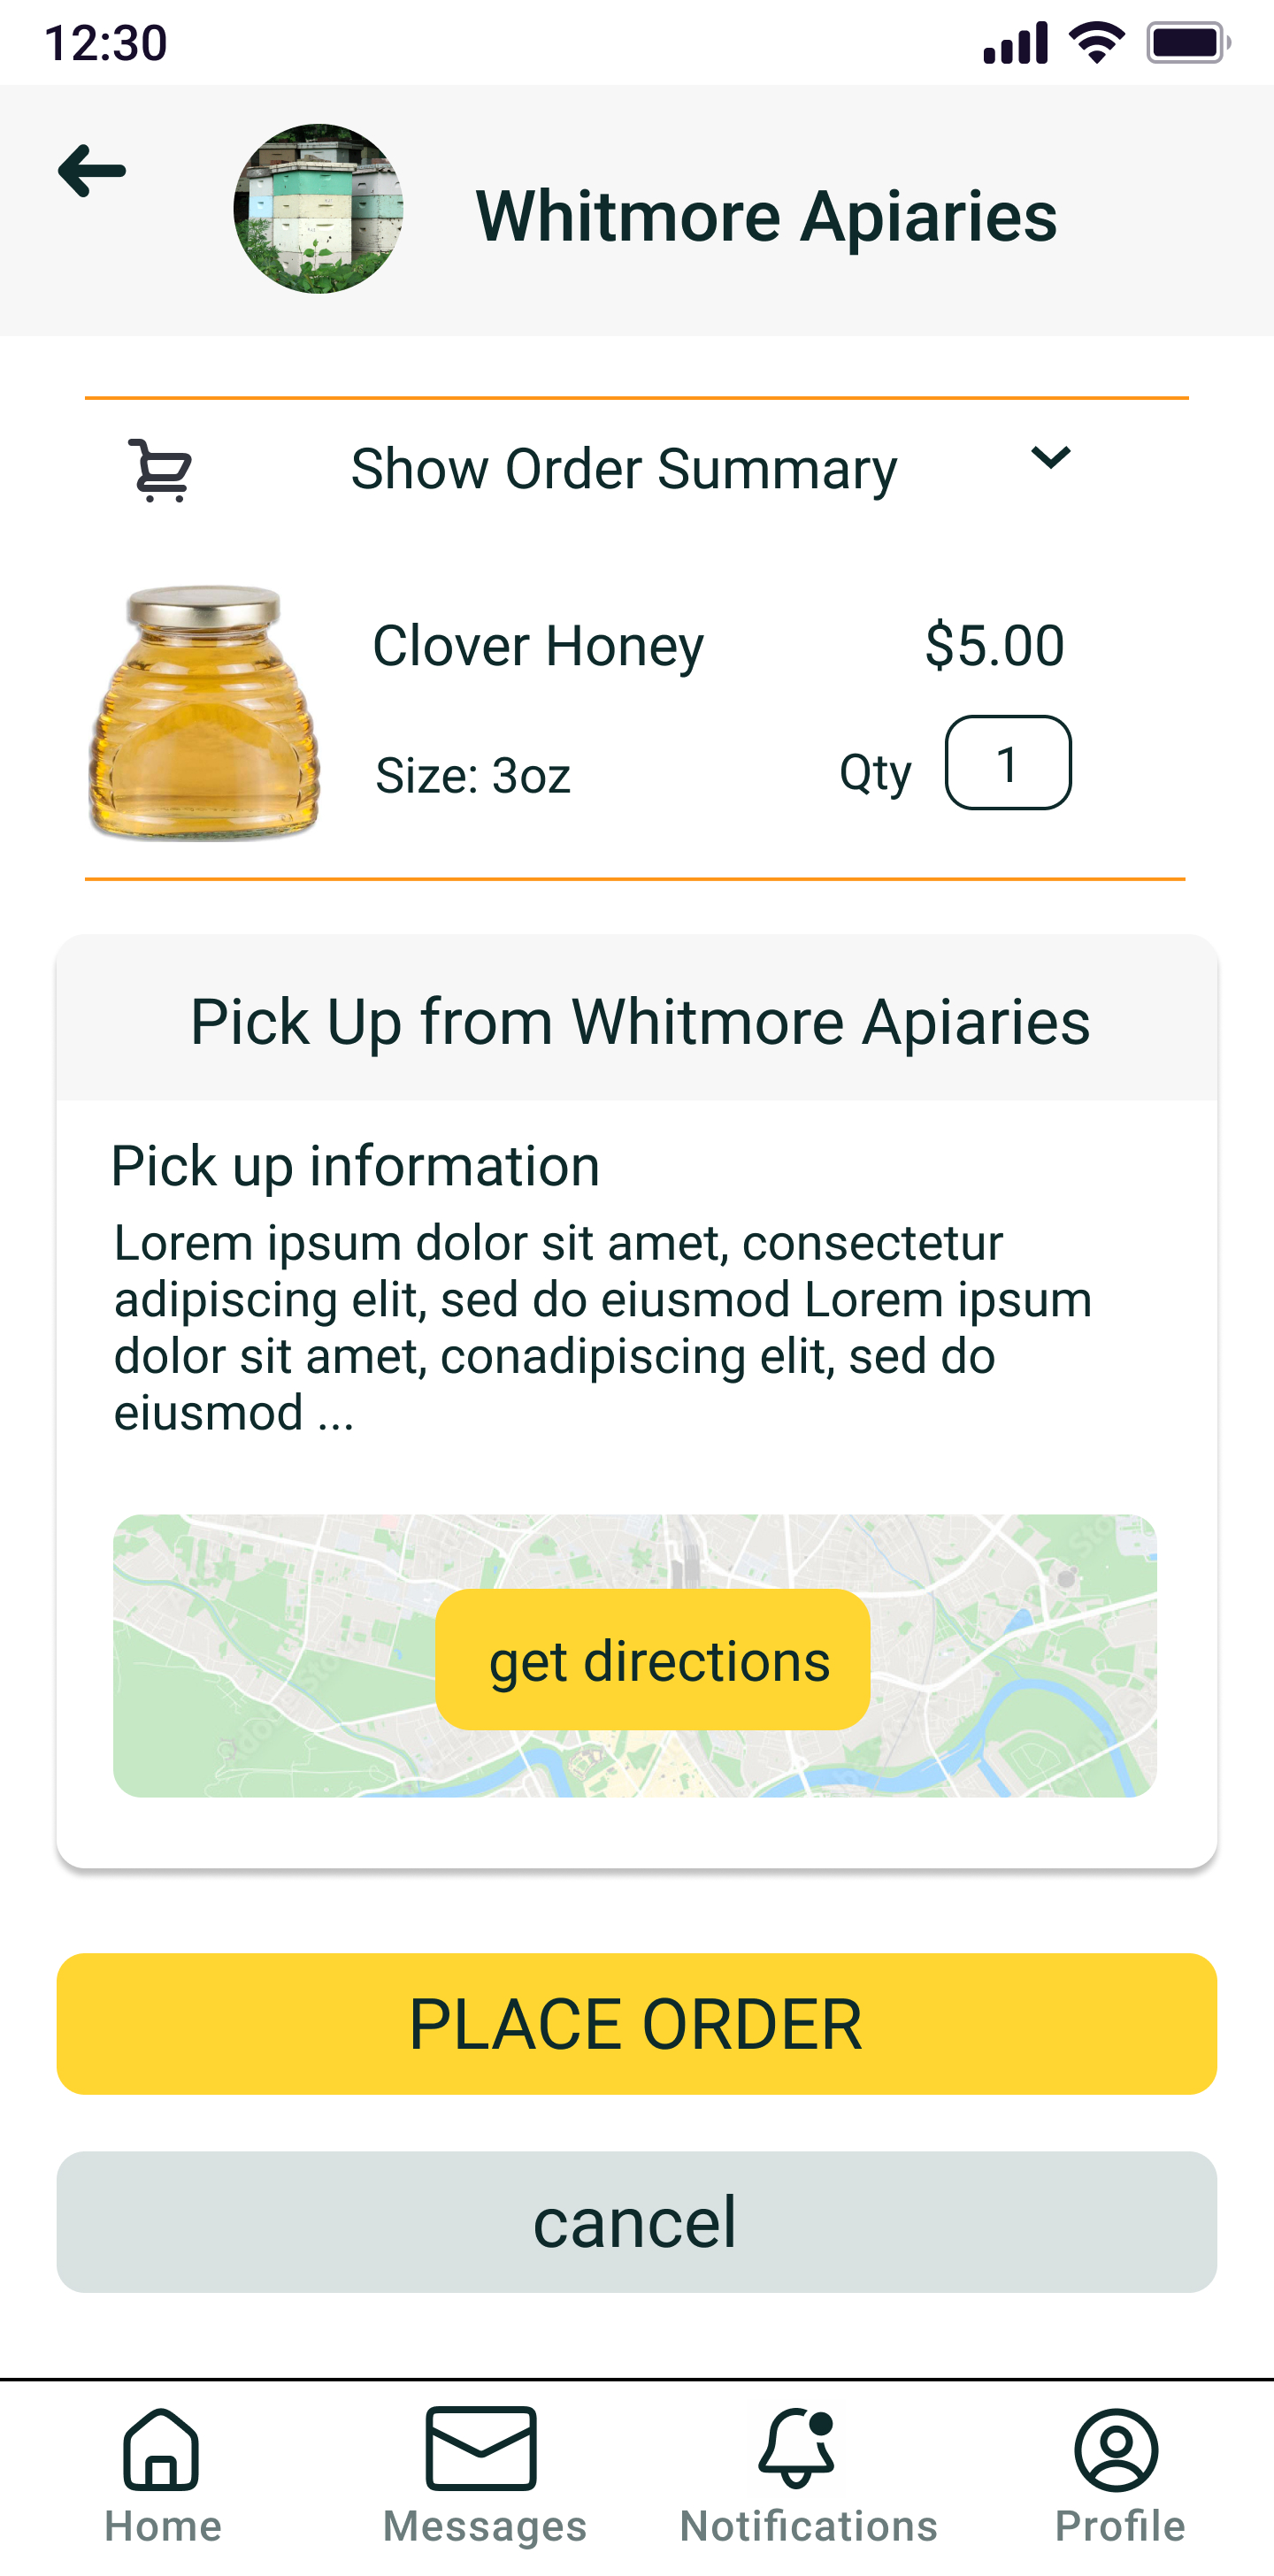 12:30
Whitmore Apiaries
Show Order Summary
Clover Honey $5.00
Size: 3oz Qty 1
Pick Up from Whitmore Apiaries
Pick up information
Lorem ipsum dolor sit amet, consectetur
adipiscing elit, sed do eiusmod Lorem ipsum
dolor sit amet, conadipiscing elit, sed do
eiusmod ...
get directions
PLACE ORDER
cancel
Home Messages Notifications Profile